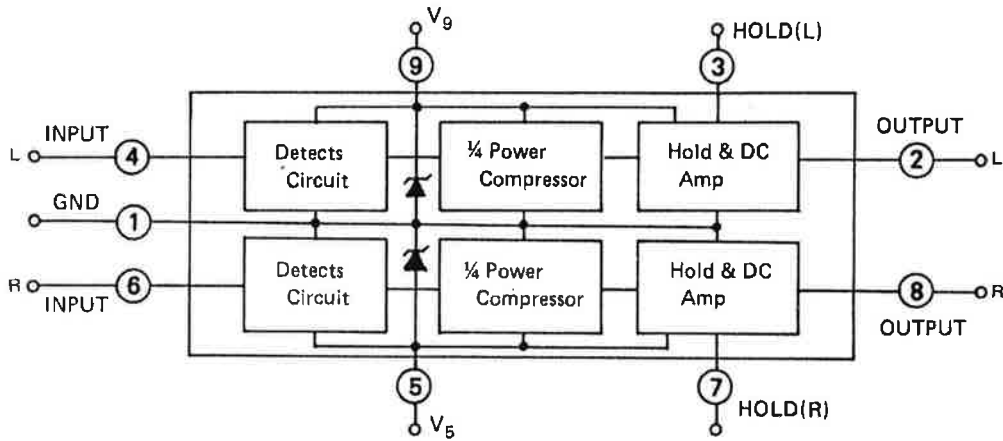 V9
HOLD(L)
9
3
INPUT
OUTPUT
L
4
Detects
Circuit
¼ Power
Compressor
Hold & DC
Amp
2
L
GND
1
R
6
INPUT
Detects
Circuit
¼ Power
Compressor
Hold & DC
Amp
8
R
OUTPUT
5
7
V5
HOLD(R)